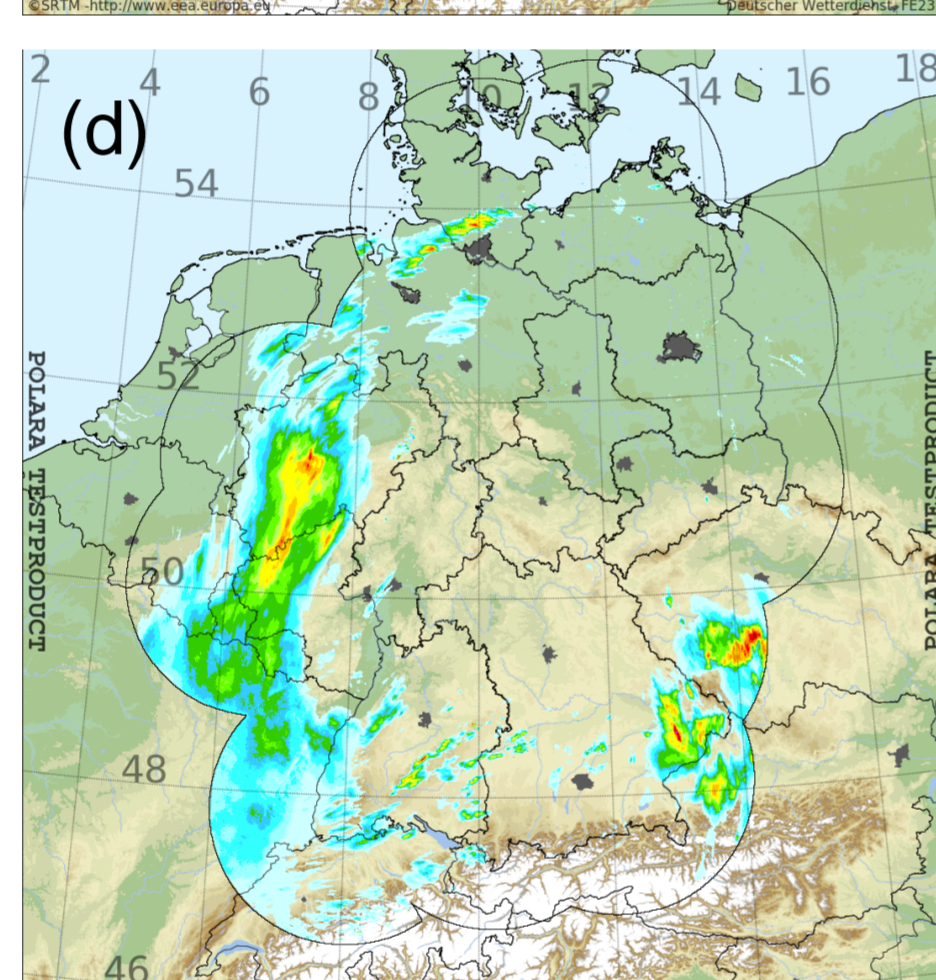 ©SRTM -http://www.eea.europa.eu
Deutscher Wetterdienst, FE23
2
4
6
8
10
12
14
16
18
(d)
54
52
50
48
46
POLARA TESTPRODUCT
POLARA TESTPRODUCT